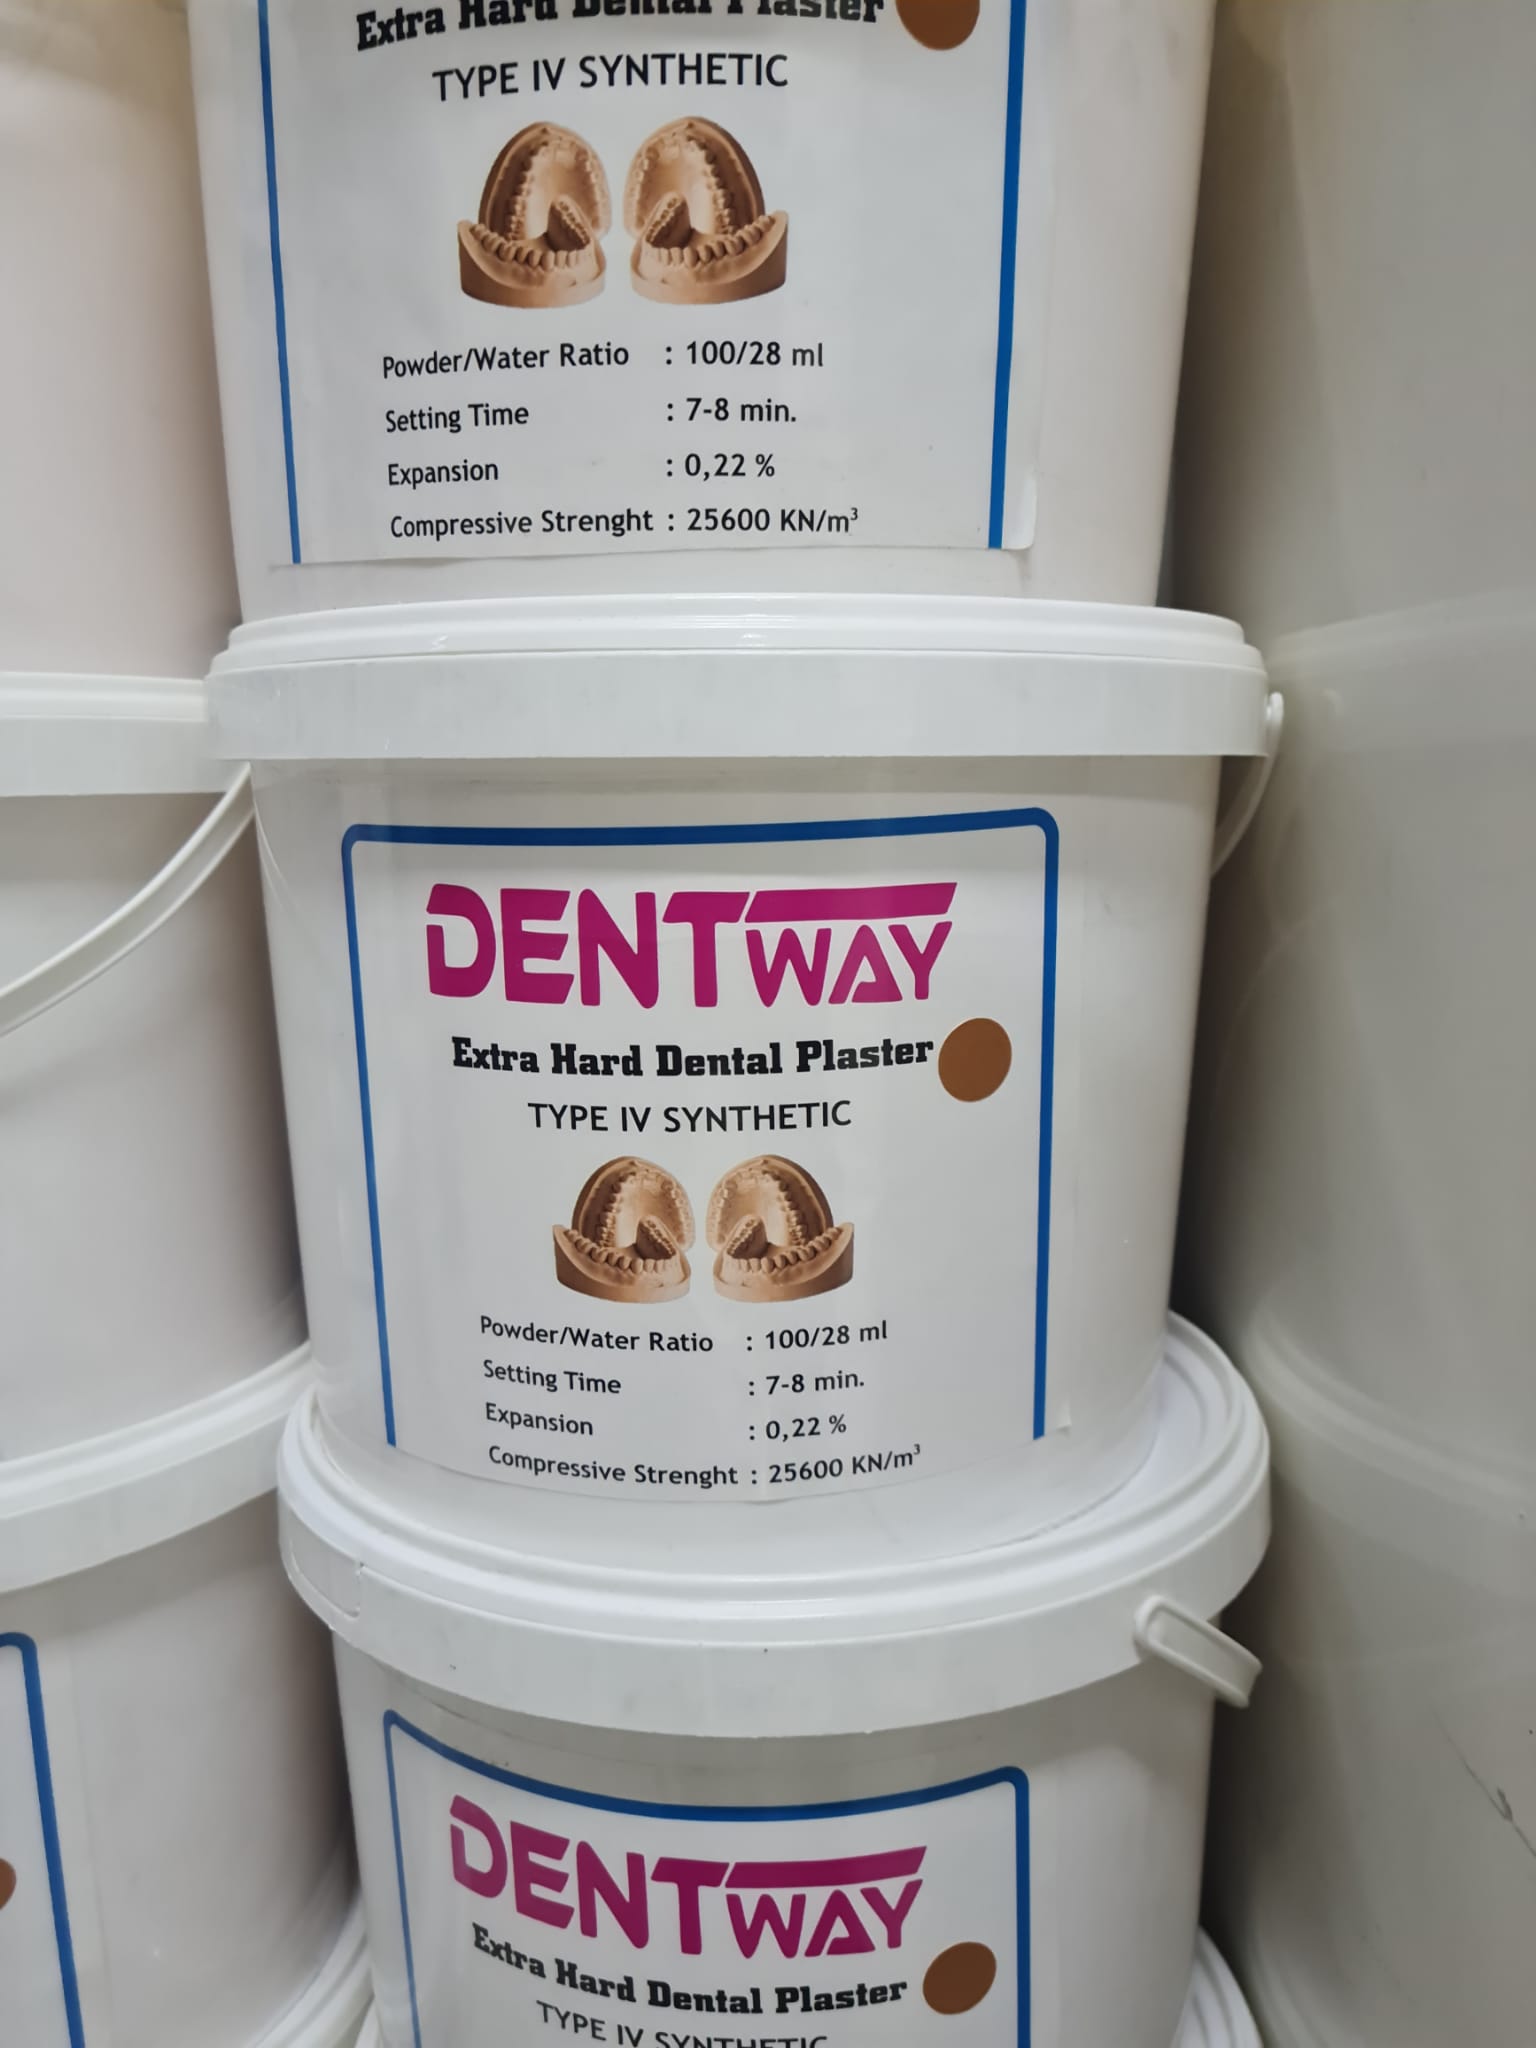 Extra Hard Dental Plaster
TYPE IV SYNTHETIC
Powder/Water Ratio : 100/28 ml
Setting Time : 7-8 min.
Expansion : 0,22 %
Compressive Strenght : 25600 KN/m³
DENTWAY
Extra Hard Dental Plaster
TYPE IV SYNTHETIC
Powder/Water Ratio : 100/28 ml
Setting Time : 7-8 min.
Expansion : 0,22 %
Compressive Strenght : 25600 KN/m³
DENTWAY
Extra Hard Dental Plaster
TYPE IV SYNTHETIC